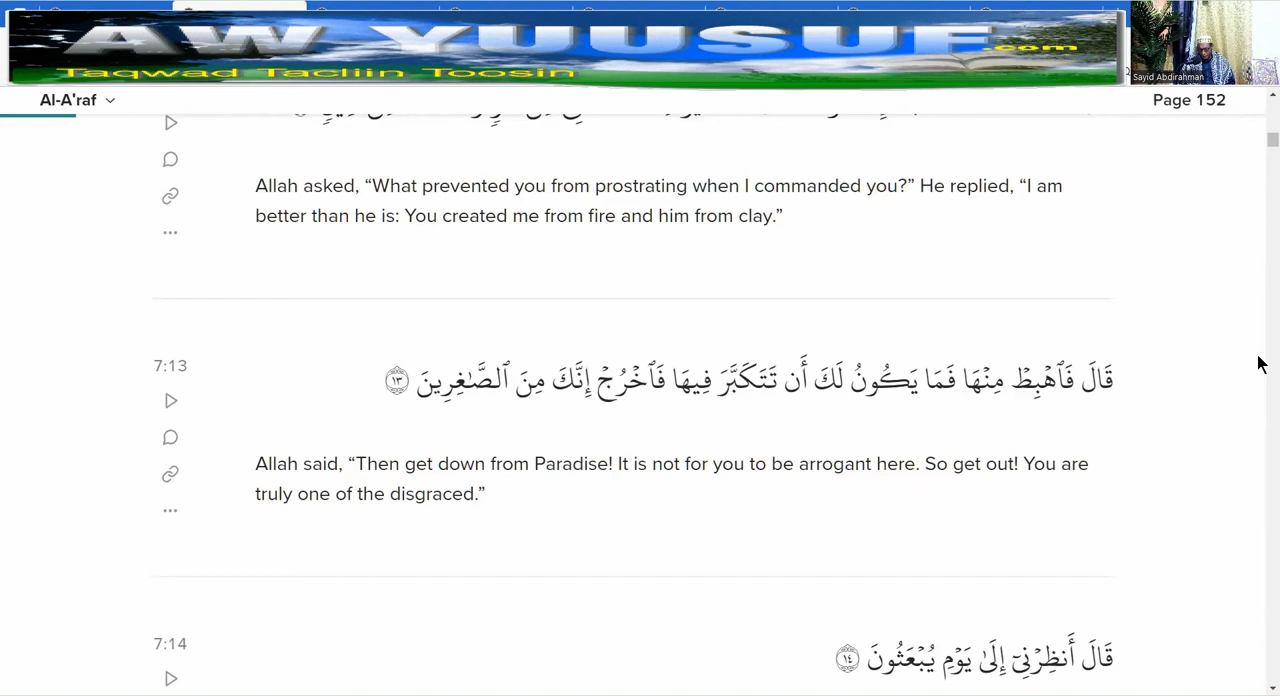 AW YUUSUF.com
Taqwad Tacliin Toosin
Sayid Abdirahman
Al-A'raf
Page 152
Allah asked, “What prevented you from prostrating when I commanded you?” He replied, “I am
better than he is: You created me from fire and him from clay.”
7:13
قَالَ فَٱهْبِطْ مِنْهَا فَمَا يَكُونُ لَكَ أَن تَتَكَبَّرَ فِيهَا فَٱخْرُجْ إِنَّكَ مِنَ ٱلصَّـٰغِرِينَ ١٣
Allah said, “Then get down from Paradise! It is not for you to be arrogant here. So get out! You are
truly one of the disgraced.”
7:14
قَالَ أَنظِرْنِىٓ إِلَىٰ يَوْمِ يُبْعَثُونَ ١٤